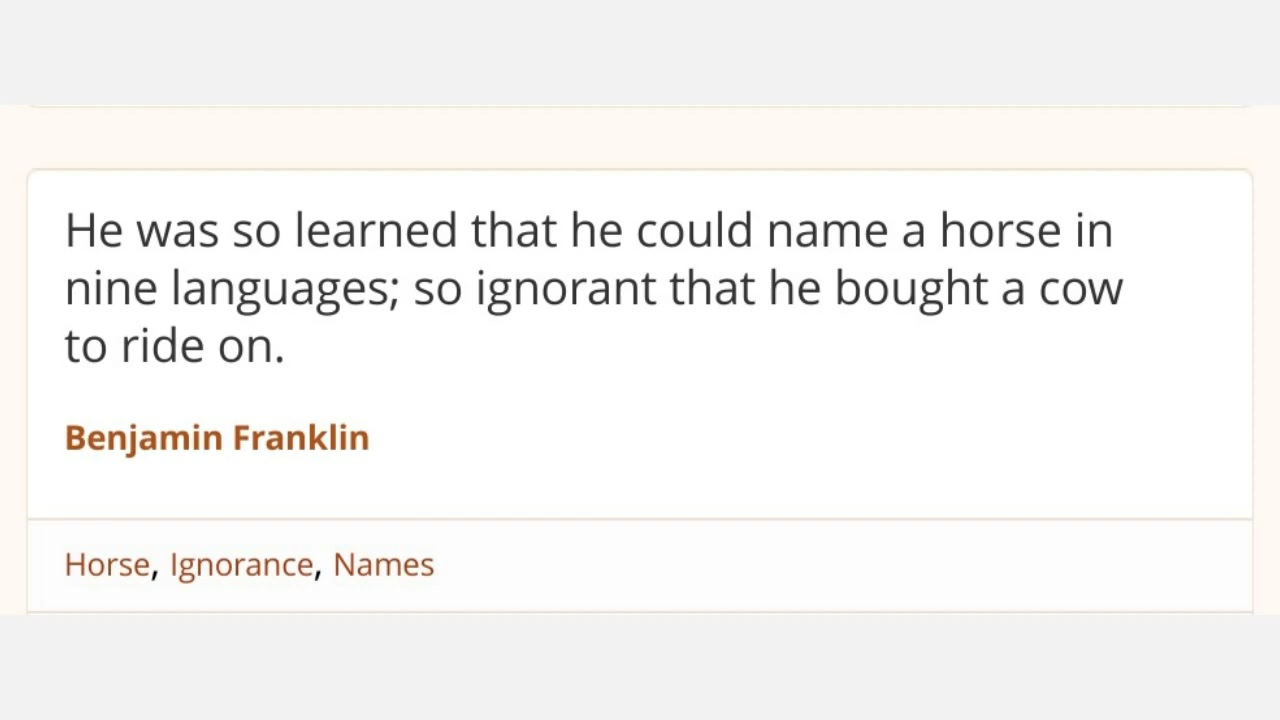 He was so learned that he could name a horse in
nine languages; so ignorant that he bought a cow
to ride on.
Benjamin Franklin
Horse, Ignorance, Names